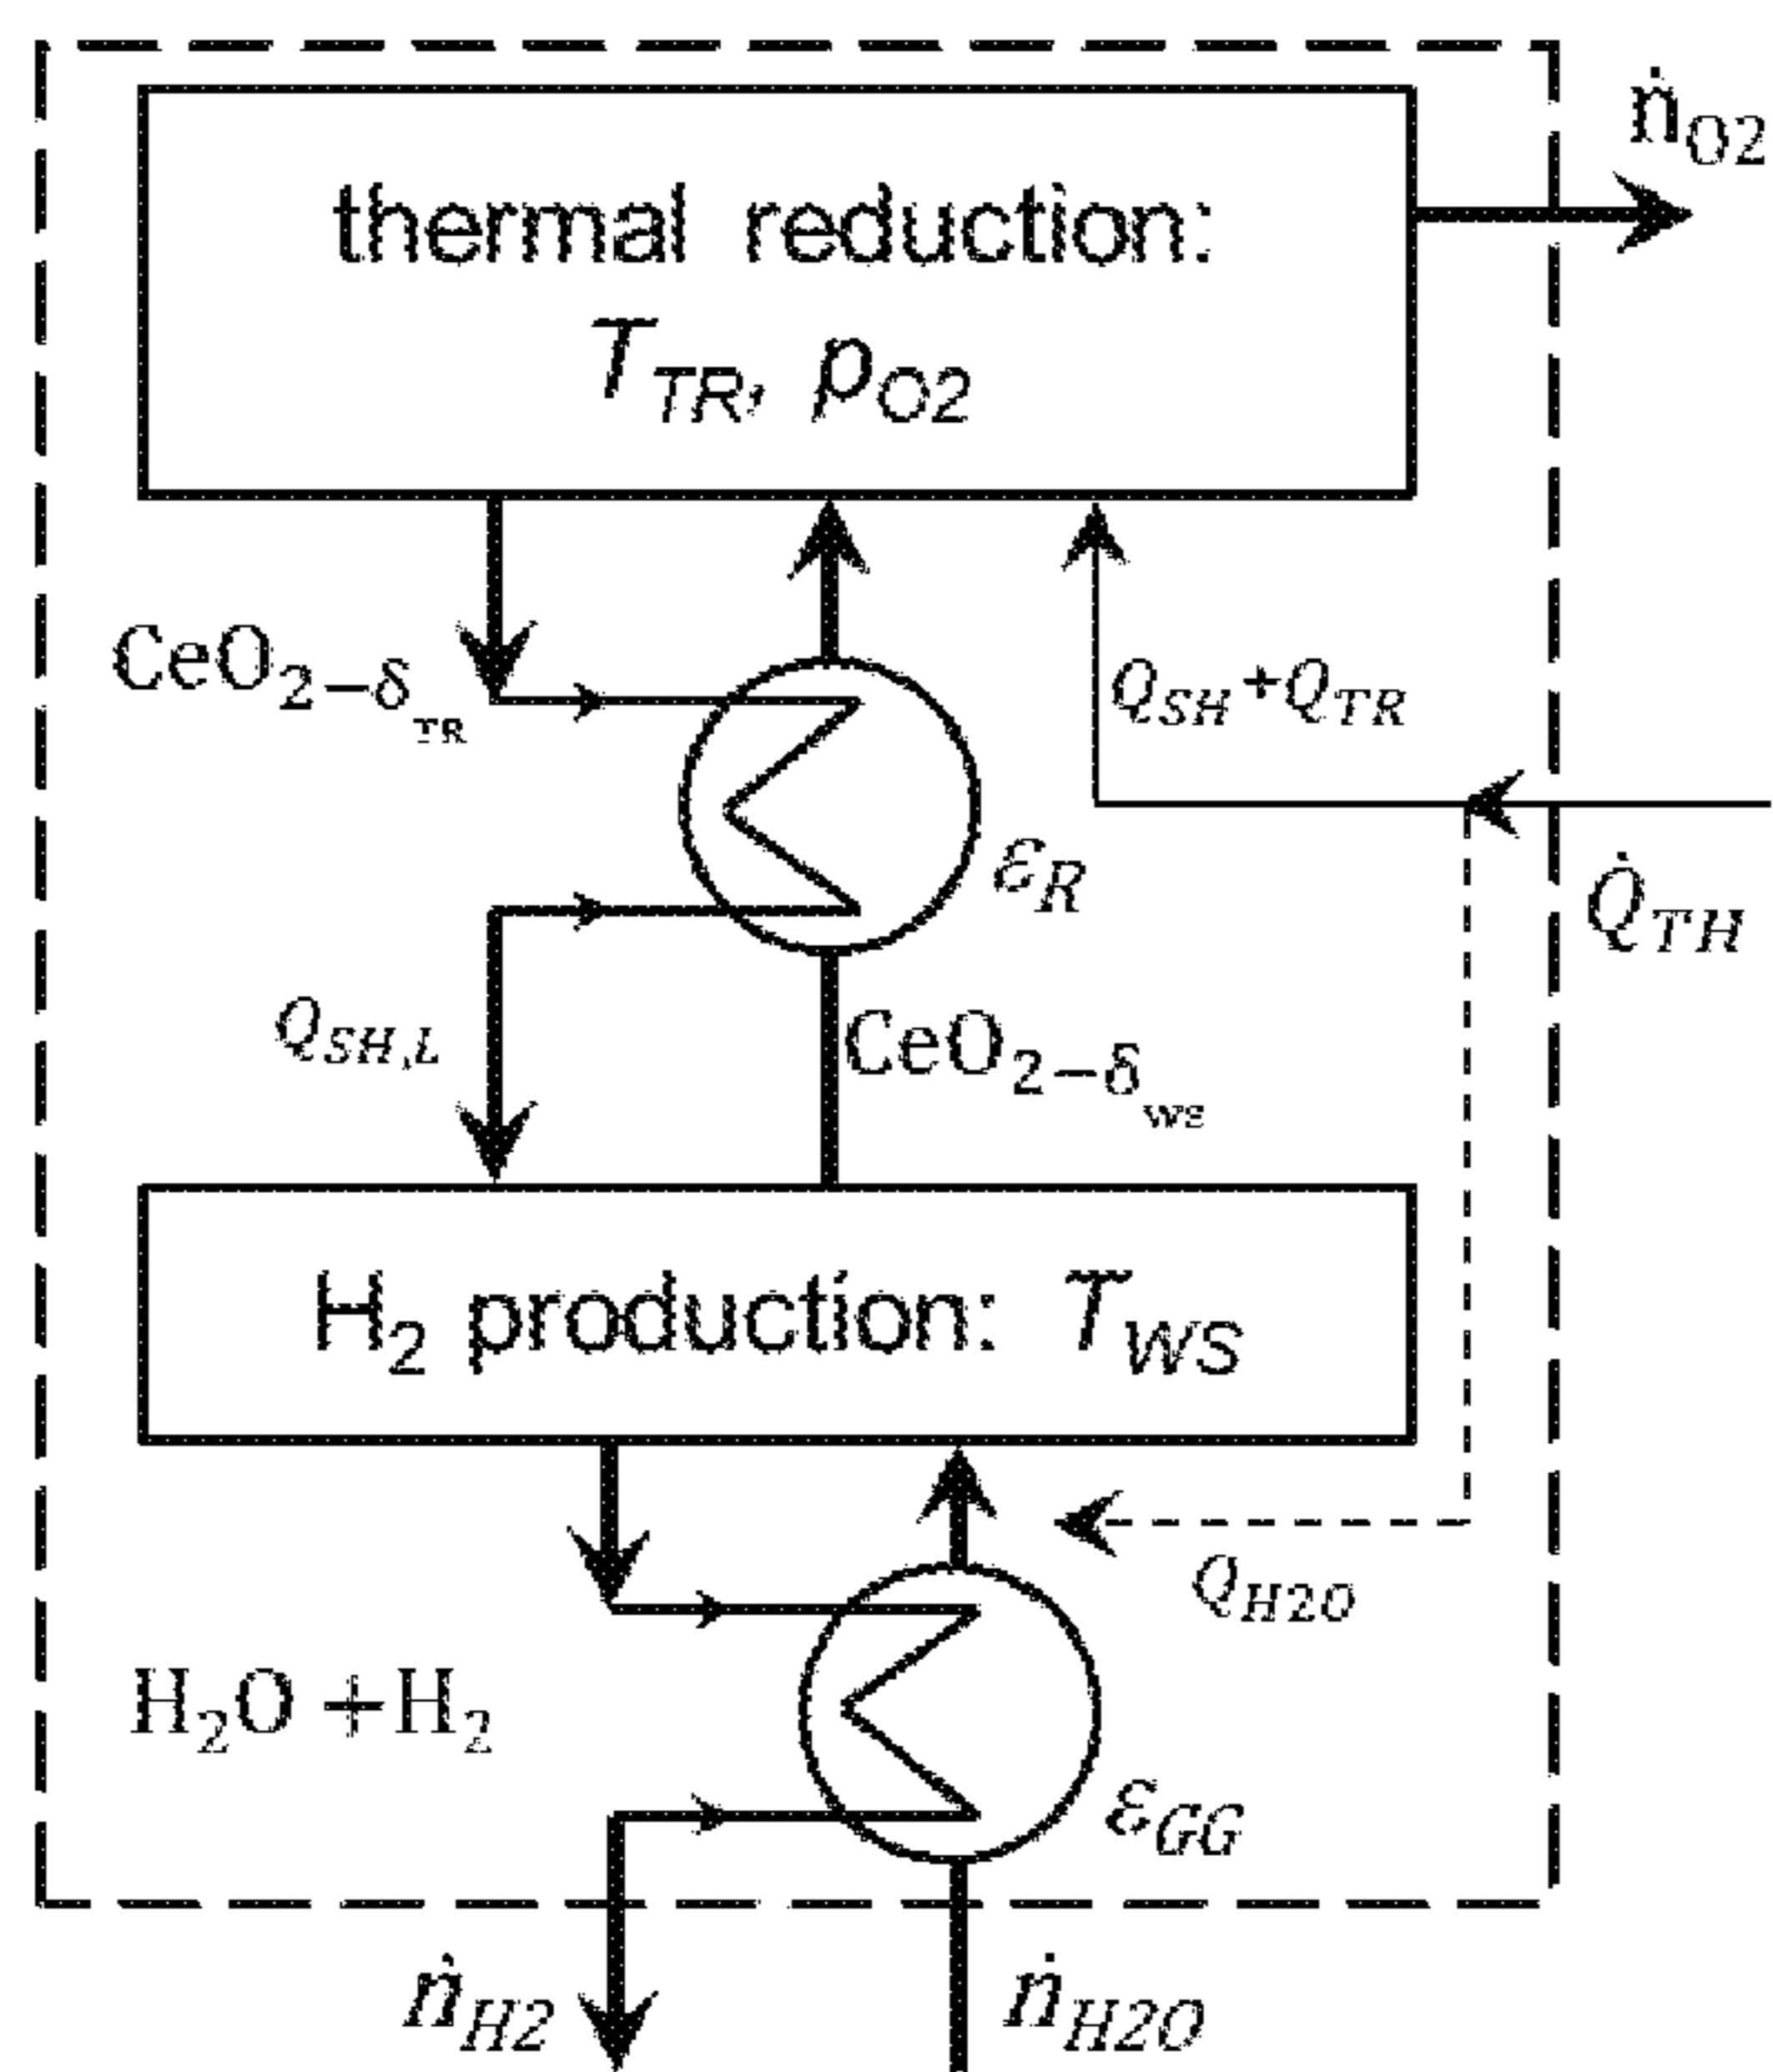 ṅO2
thermal reduction:
TTR, pO2
CeO2−δTR
QSH+QTR
εR
Q̇TH
QSH,L
CeO2−δWS
H2 production: TWS
QH2O
H2O+H2
εGG
ṅH2
ṅH2O